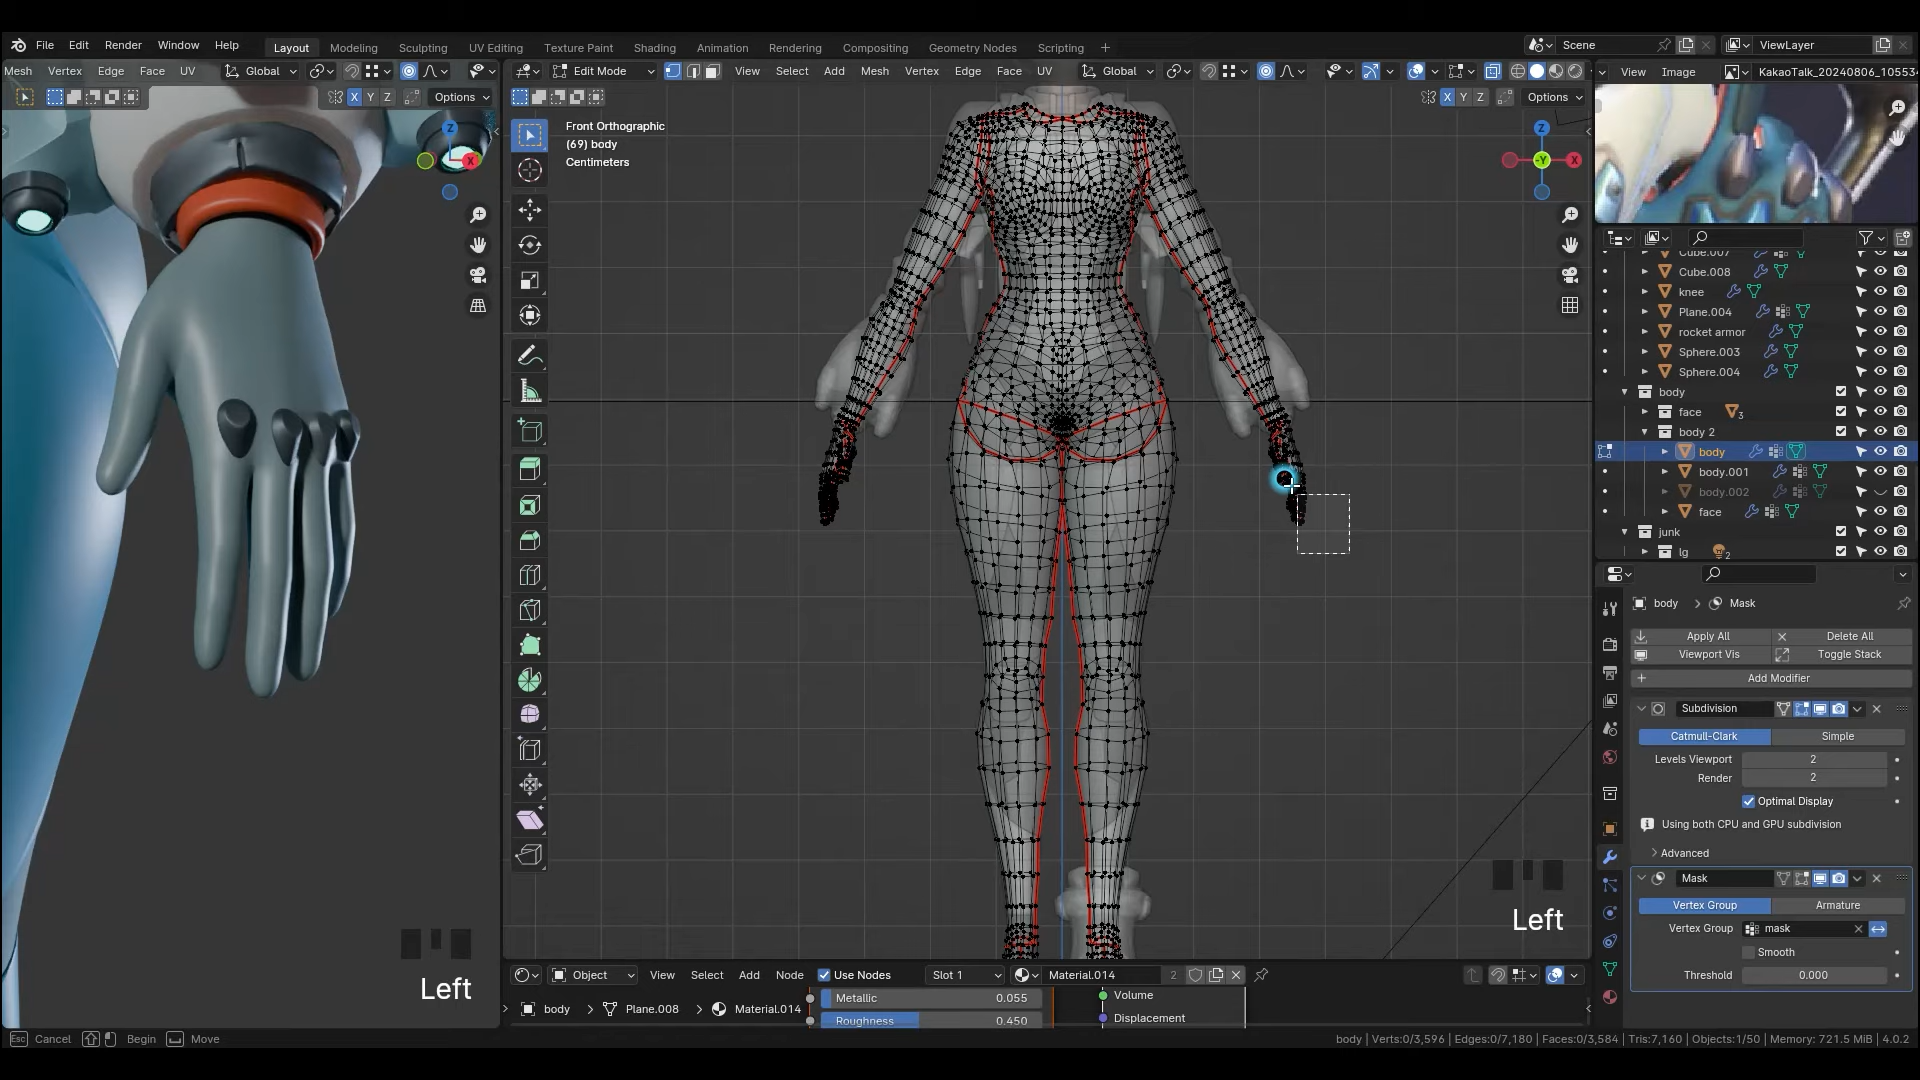 File Edit Render Window Help
Layout Modeling Sculpting UV Editing Texture Paint Shading Animation Rendering Compositing Geometry Nodes Scripting +
Scene
ViewLayer
Mesh Vertex Edge Face UV Global
Options
Edit Mode View Select Add Mesh Vertex Edge Face UV Global
X Y Z Options
X Y Z Options
View Image KakaoTalk_20240806_10553
Front Orthographic
(69) body
Centimeters
Z
X
Z
-Y
X
Cube.007
Cube.008
knee
Plane.004
rocket armor
Sphere.003
Sphere.004
body
face 3
body 2
body
body.001
body.002
face
junk
lg 2
body > Mask
Apply All
Delete All
Viewport Vis
Toggle Stack
Add Modifier
Subdivision
Catmull-Clark
Simple
Levels Viewport 2
Render 2
Optimal Display
Using both CPU and GPU subdivision
Advanced
Mask
Vertex Group
Armature
Vertex Group mask
Smooth
Threshold 0.000
Left
Left
Object View Select Add Node Use Nodes Slot 1 Material.014 2
body > Plane.008 > Material.014
Metallic 0.055
Roughness 0.450
Volume
Displacement
Esc Cancel Begin Move
body | Verts:0/3,596 | Edges:0/7,180 | Faces:0/3,584 | Tris:7,160 | Objects:1/50 | Memory: 721.5 MiB | 4.0.2